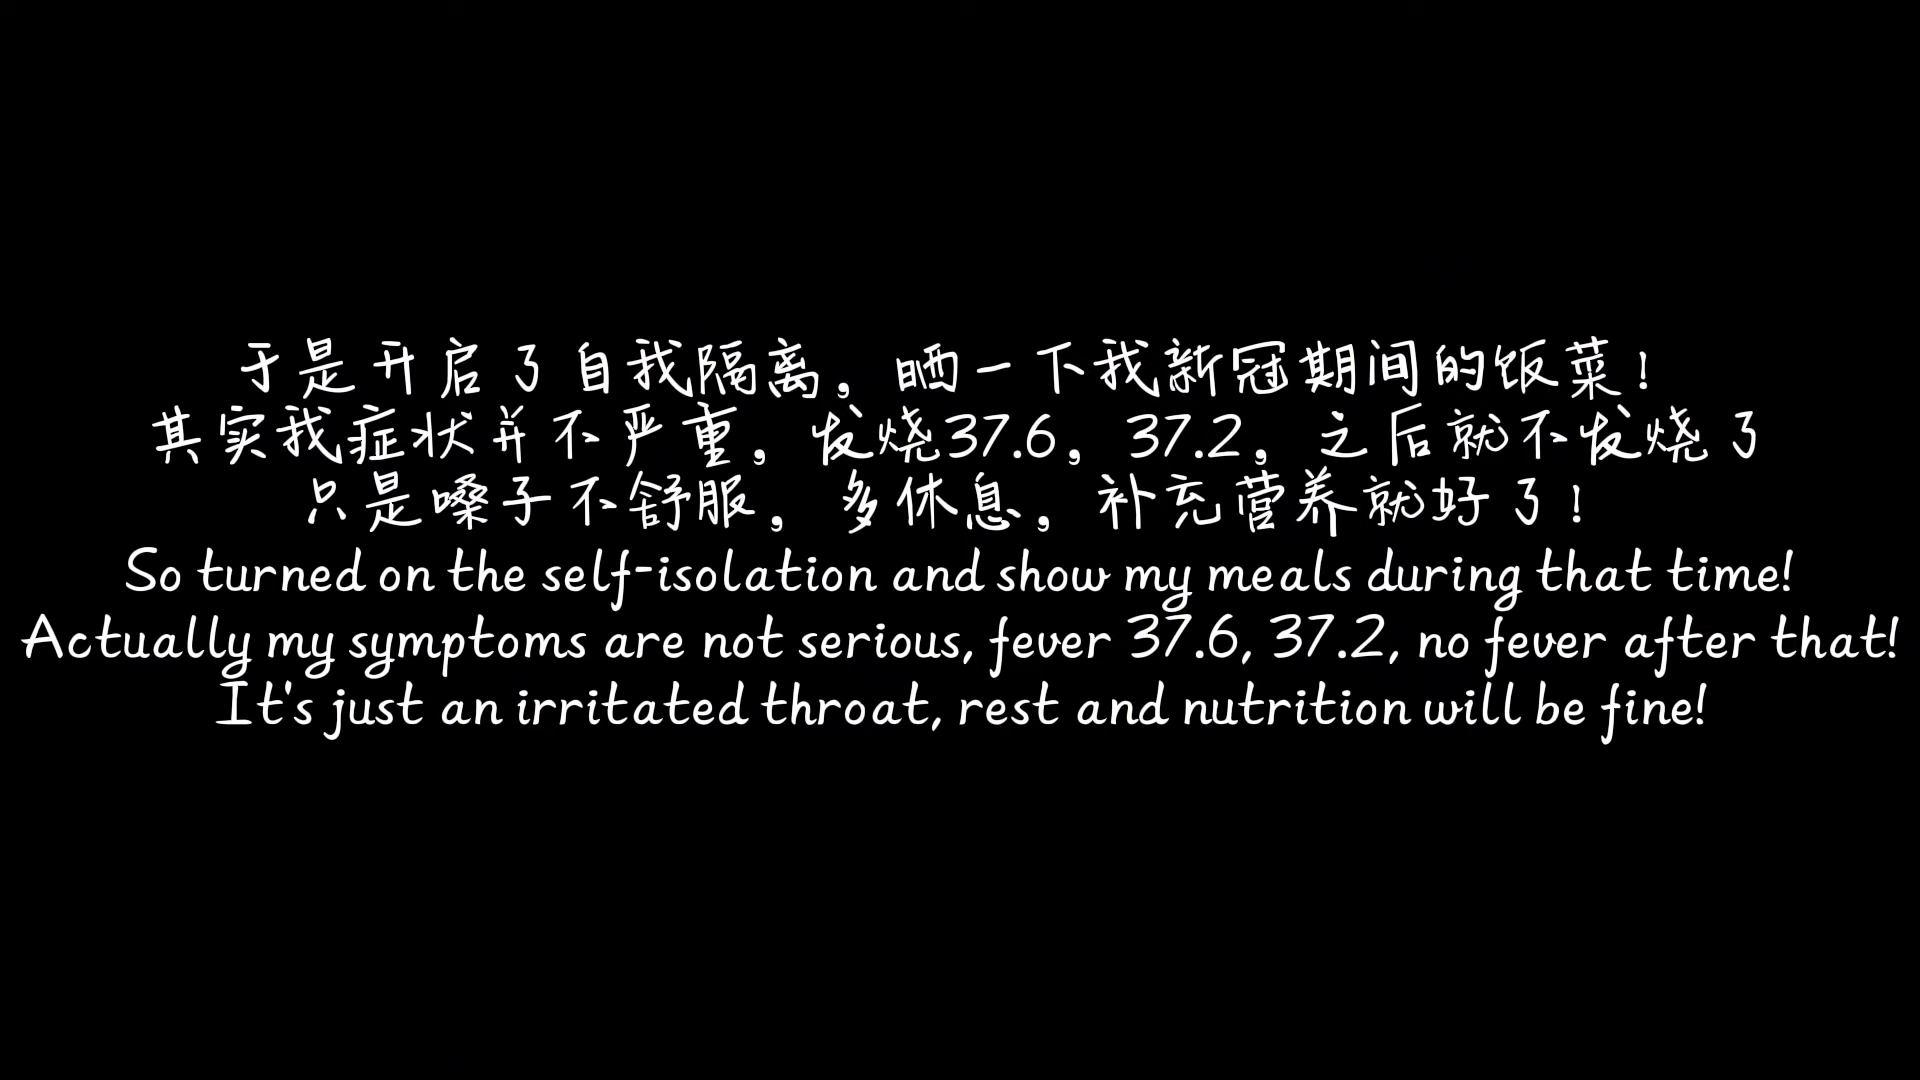 于是开启了自我隔离，晒一下我新冠期间的饭菜！
其实我症状并不严重，发烧37.6，37.2，之后就不发烧了
只是嗓子不舒服，多休息，补充营养就好了！
So turned on the self-isolation and show my meals during that time!
Actually my symptoms are not serious, fever 37.6, 37.2, no fever after that!
It's just an irritated throat, rest and nutrition will be fine!